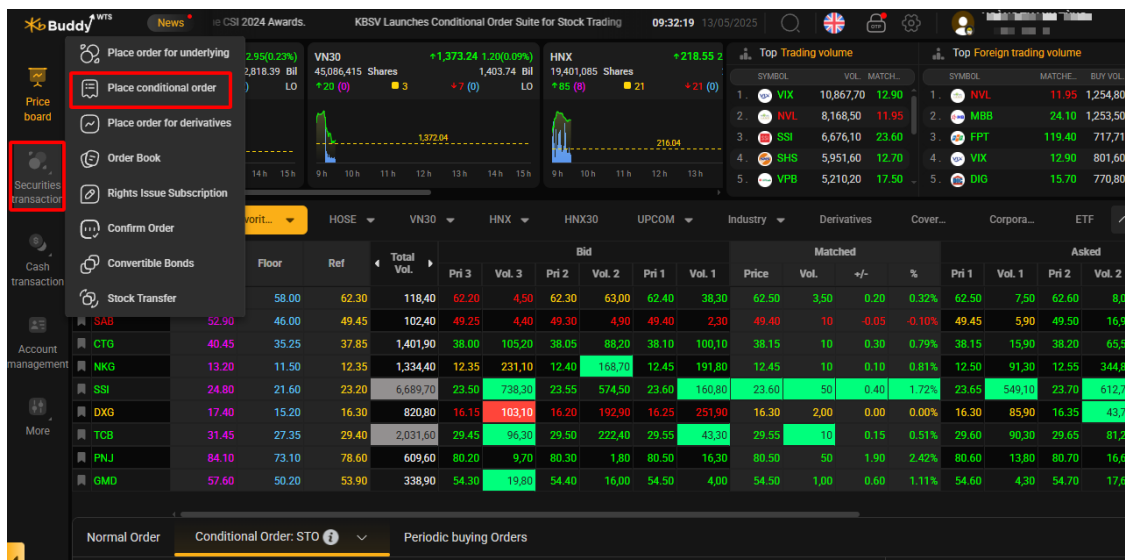 KbBuddy WTS News e CSI 2024 Awards. KBSV Launches Conditional Order Suite for Stock Trading 09:32:19 13/05/2025 OTP
Price board
Securities transaction
Cash transaction
Account management
More
Place order for underlying
Place conditional order
Place order for derivatives
Order Book
Rights Issue Subscription
Confirm Order
Convertible Bonds
Stock Transfer
2.95(0.23%)
2,818.39 Bil
) LO
14 h 15 h
VN30 1,373.24 1.20(0.09%)
45,086,415 Shares 1,403.74 Bil
20 (0) 3 7 (0) LO
1,372.04
9 h 10 h 11 h 12 h 13 h 14 h 15 h
HNX 218.55 2
19,401,085 Shares
85 (8) 21 21 (0)
216.04
9 h 10 h 11 h 12 h 13 h
Top Trading volume
SYMBOL VOL. MATCH...
1. VIX 10,867,70 12.90
2. NVL 8,168,50 11.95
3. SSI 6,676,10 23.60
4. SHS 5,951,60 12.70
5. VPB 5,210,20 17.50
Top Foreign trading volume
SYMBOL MATCHE... BUY VOL.
1. NVL 11.95 1,254,80
2. MBB 24.10 1,253,50
3. FPT 119.40 717,71
4. VIX 12.90 801,60
5. DIG 15.70 770,80
vorit... HOSE VN30 HNX HNX30 UPCOM Industry Derivatives Cover... Corpora... ETF
Floor Ref Total Vol. Bid Matched Asked
Pri 3 Vol. 3 Pri 2 Vol. 2 Pri 1 Vol. 1 Price Vol. +/- % Pri 1 Vol. 1 Pri 2 Vol. 2
58.00 62.30 118,40 62.20 4,50 62.30 63,00 62.40 38,30 62.50 3,50 0.20 0.32% 62.50 7,50 62.60 8,0
SAB 52.90 46.00 49.45 102,40 49.25 4,40 49.30 4,90 49.40 2,30 49.40 10 -0.05 -0.10% 49.45 5,90 49.50 16,9
CTG 40.45 35.25 37.85 1,401,90 38.00 105,20 38.05 88,20 38.10 100,10 38.15 10 0.30 0.79% 38.15 15,90 38.20 65,5
NKG 13.20 11.50 12.35 1,334,40 12.35 231,10 12.40 168,70 12.45 191,80 12.45 10 0.10 0.81% 12.50 91,30 12.55 344,8
SSI 24.80 21.60 23.20 6,689,70 23.50 738,30 23.55 574,50 23.60 160,80 23.60 50 0.40 1.72% 23.65 549,10 23.70 612,7
DXG 17.40 15.20 16.30 820,80 16.15 103,10 16.20 192,90 16.25 251,90 16.30 2,00 0.00 0.00% 16.30 85,90 16.35 43,7
TCB 31.45 27.35 29.40 2,031,60 29.45 96,30 29.50 222,40 29.55 43,30 29.55 10 0.15 0.51% 29.60 90,30 29.65 81,2
PNJ 84.10 73.10 78.60 609,60 80.20 9,70 80.30 1,80 80.50 16,30 80.50 50 1.90 2.42% 80.60 13,80 80.70 16,6
GMD 57.60 50.20 53.90 338,90 54.30 19,80 54.40 16,00 54.50 4,00 54.50 1,00 0.60 1.11% 54.60 4,30 54.70 17,6
Normal Order Conditional Order: STO Periodic buying Orders